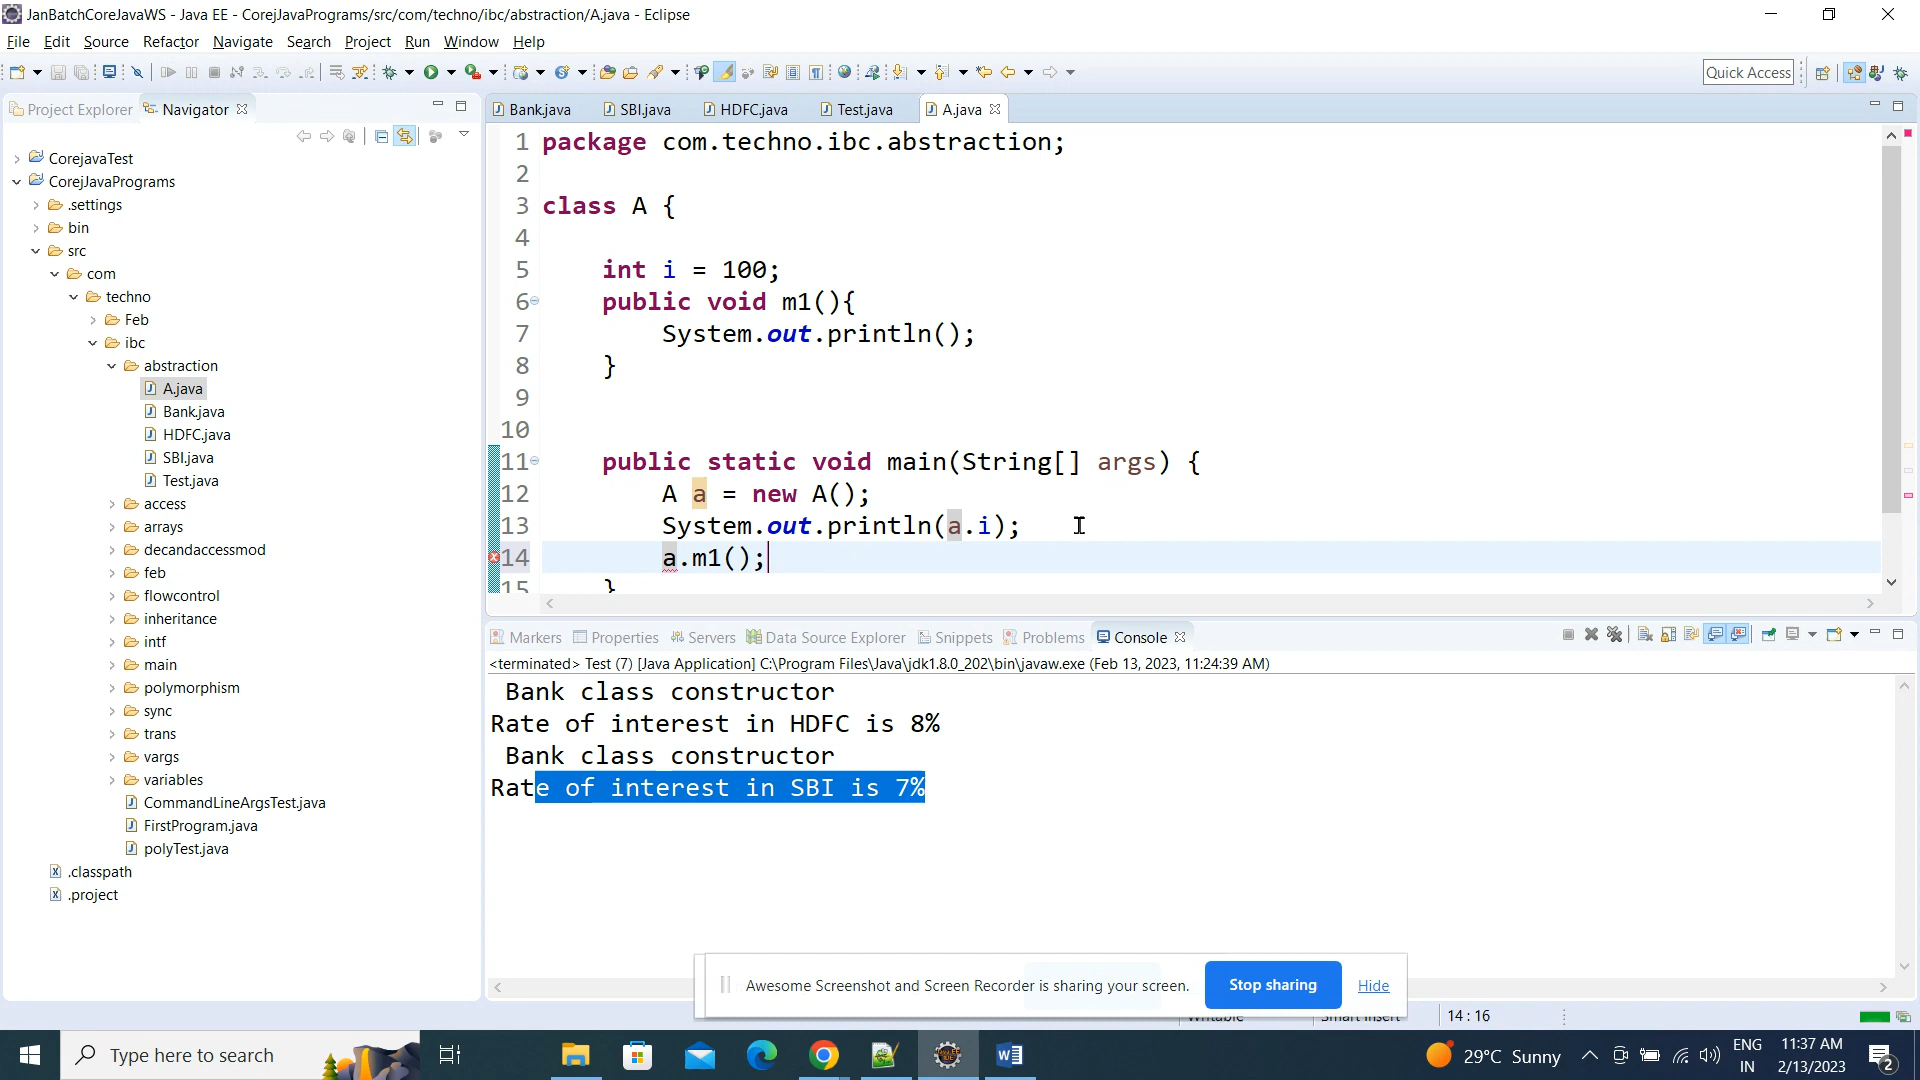 JanBatchCoreJavaWS - Java EE - CorejJavaPrograms/src/com/techno/ibc/abstraction/A.java - Eclipse
File Edit Source Refactor Navigate Search Project Run Window Help
Quick Access
Project Explorer Navigator
Bank.java SBI.java HDFC.java Test.java A.java
CorejavaTest
CorejJavaPrograms
.settings
bin
src
com
techno
Feb
ibc
abstraction
A.java
Bank.java
HDFC.java
SBI.java
Test.java
access
arrays
decandaccessmod
feb
flowcontrol
inheritance
intf
main
polymorphism
sync
trans
vargs
variables
CommandLineArgsTest.java
FirstProgram.java
polyTest.java
.classpath
.project
1 package com.techno.ibc.abstraction;
2
3 class A {
4
5 int i = 100;
6 public void m1(){
7 System.out.println();
8 }
9
10
11 public static void main(String[] args) {
12 A a = new A();
13 System.out.println(a.i);
14 a.m1();
15 }
Markers Properties Servers Data Source Explorer Snippets Problems Console
<terminated> Test (7) [Java Application] C:\Program Files\Java\jdk1.8.0_202\bin\javaw.exe (Feb 13, 2023, 11:24:39 AM)
Bank class constructor
Rate of interest in HDFC is 8%
Bank class constructor
Rate of interest in SBI is 7%
Awesome Screenshot and Screen Recorder is sharing your screen. Stop sharing Hide
Writable Smart Insert 14 : 16
Type here to search
29°C Sunny
ENG
IN
11:37 AM
2/13/2023
2